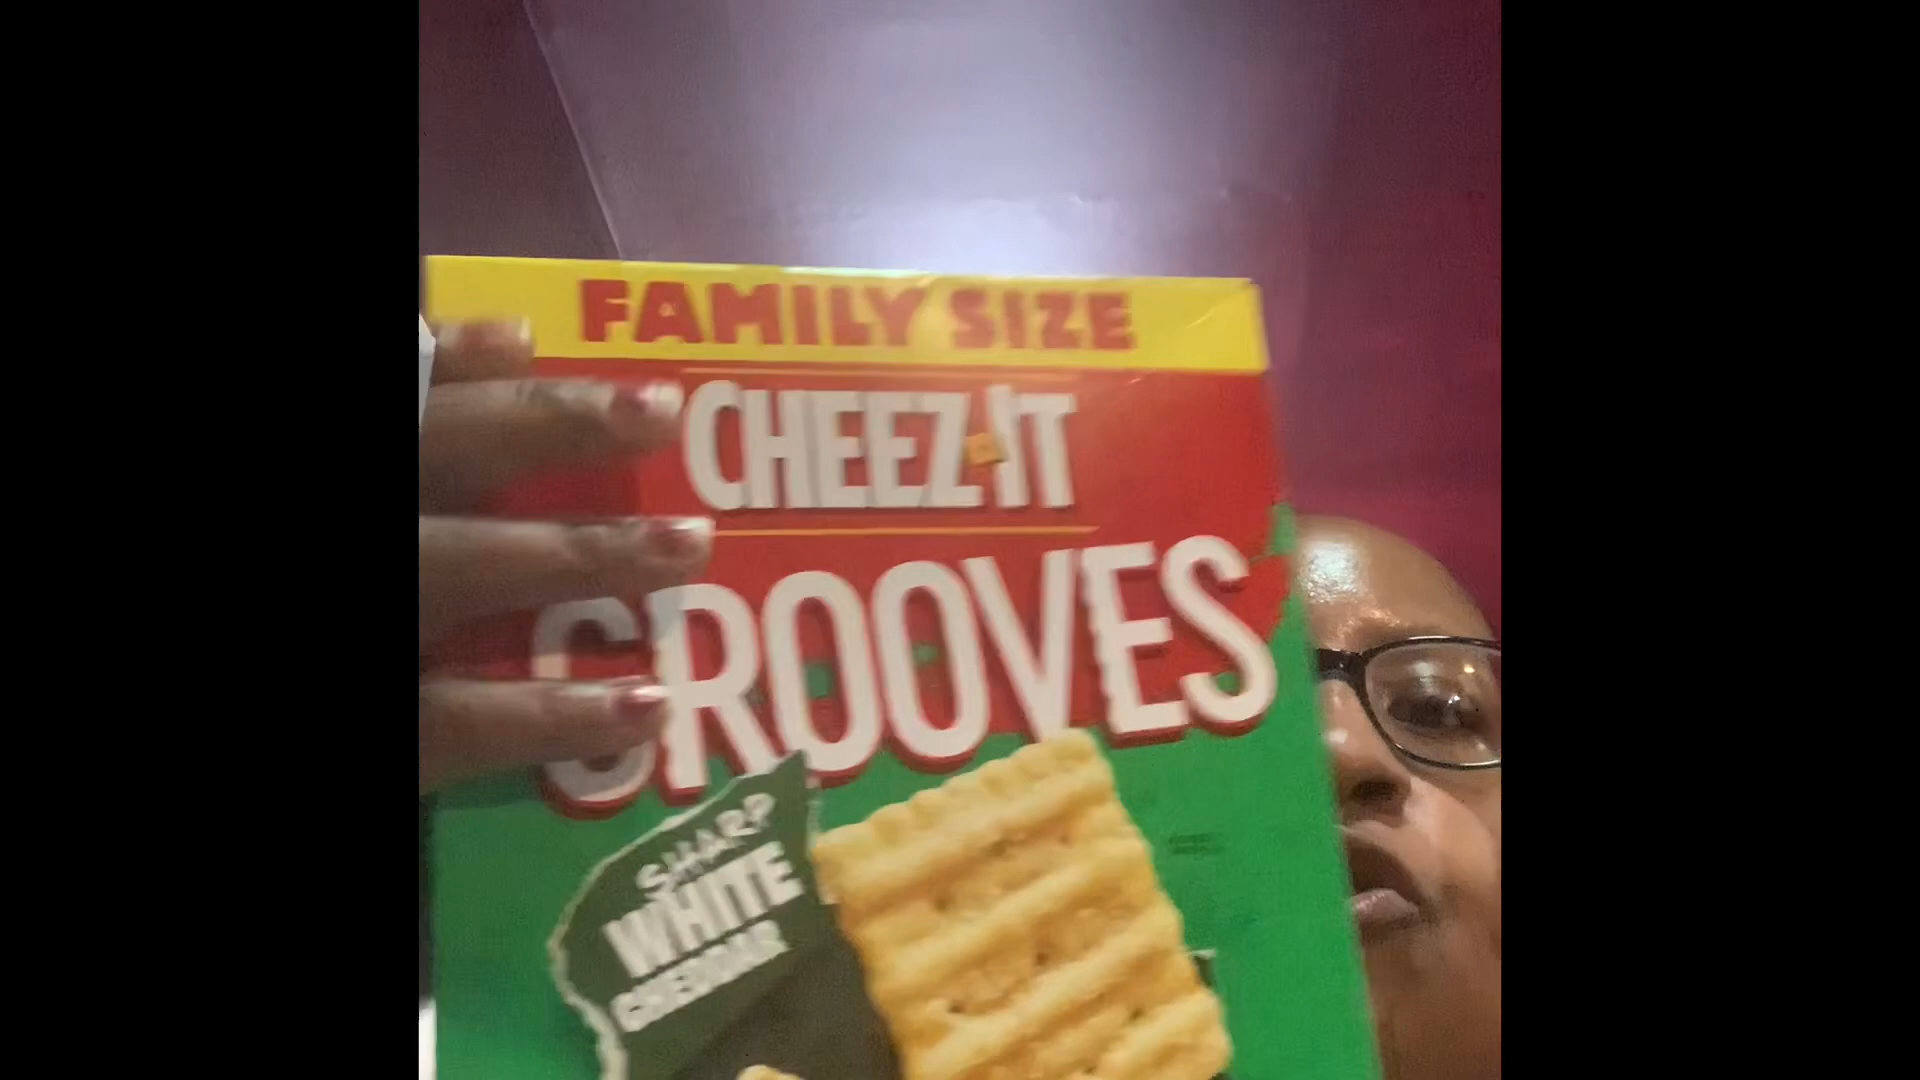 FAMILY SIZE
CHEEZ-IT
GROOVES
SHARP
WHITE
CHEDDAR